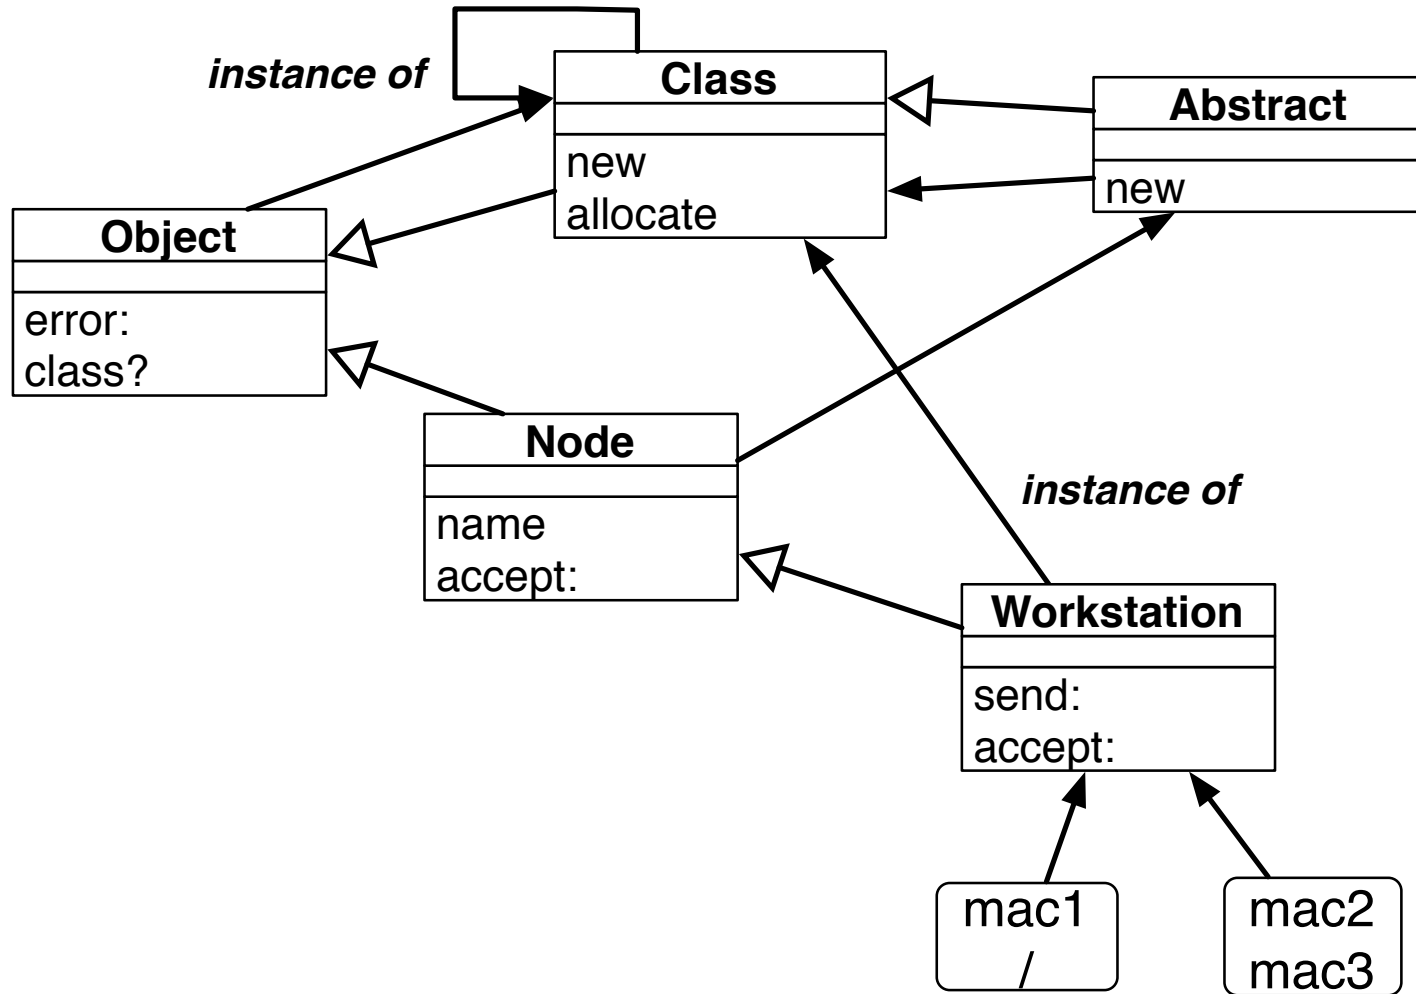 instance of
Class
new
allocate
Abstract
new
Object
error:
class?
Node
name
accept:
instance of
Workstation
send:
accept:
mac1
/
mac2
mac3